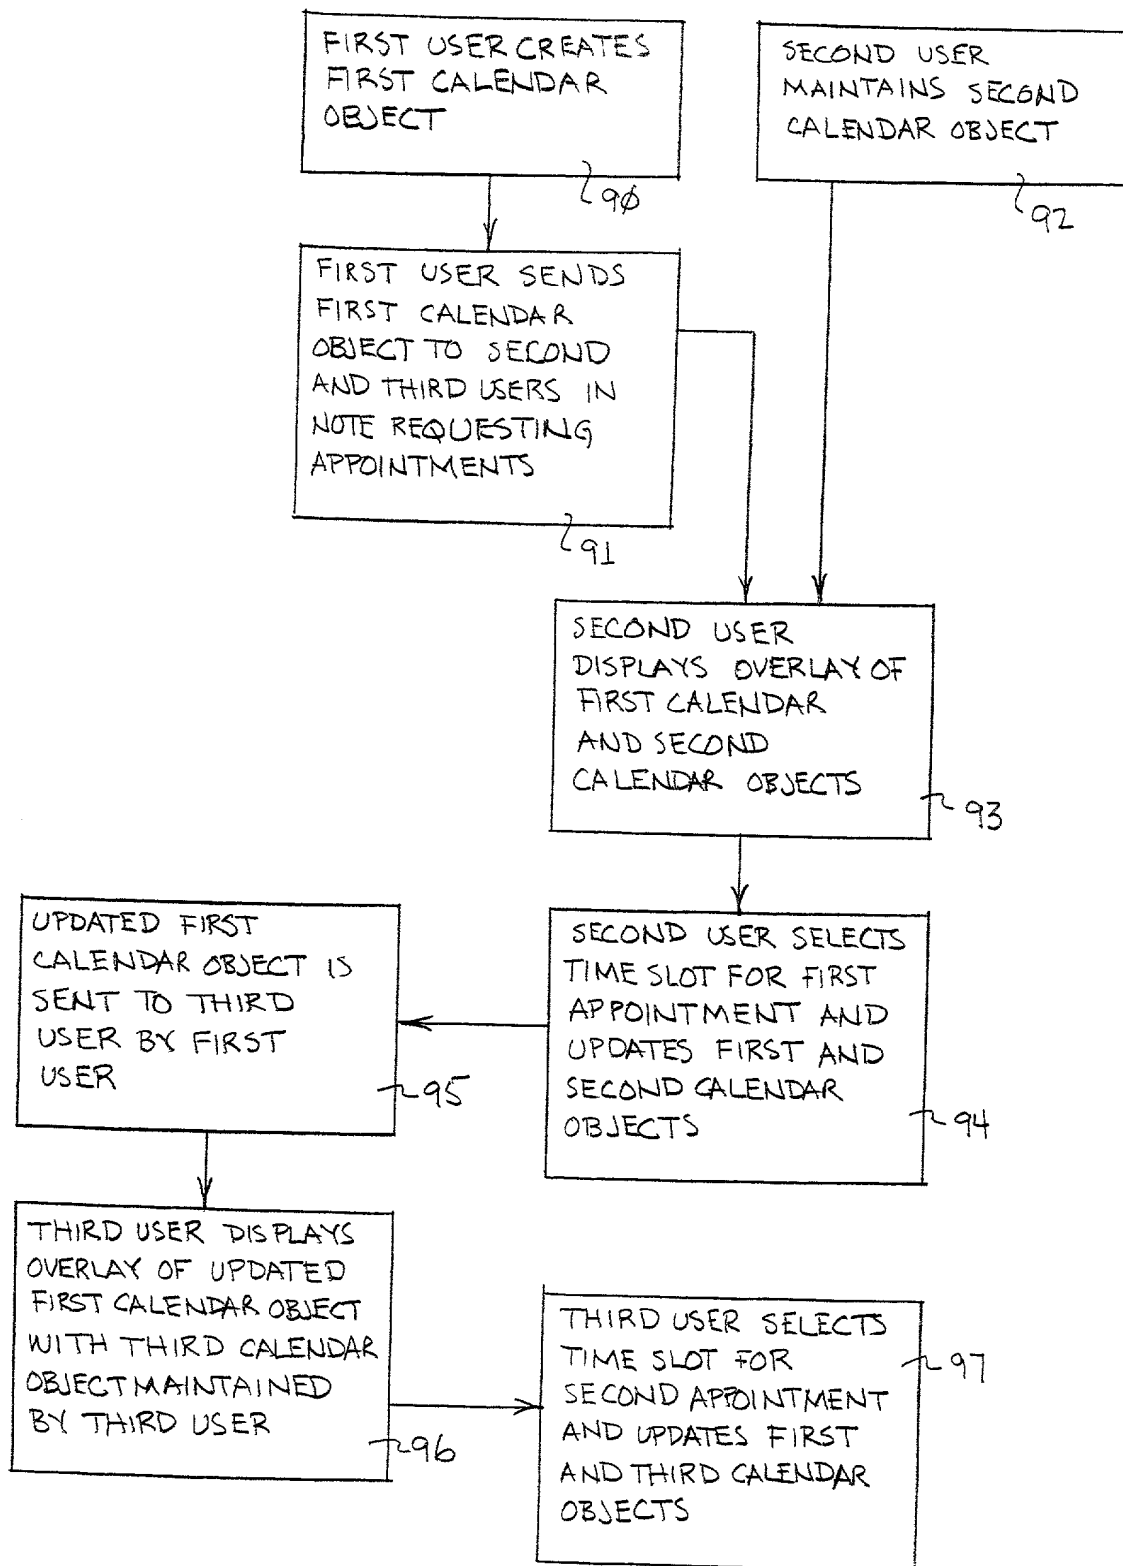 FIRST USER CREATES
FIRST CALENDAR
OBJECT
90
SECOND USER
MAINTAINS SECOND
CALENDAR OBJECT
92
FIRST USER SENDS
FIRST CALENDAR
OBJECT TO SECOND
AND THIRD USERS IN
NOTE REQUESTING
APPOINTMENTS
91
SECOND USER
DISPLAYS OVERLAY OF
FIRST CALENDAR
AND SECOND
CALENDAR OBJECTS
93
SECOND USER SELECTS
TIME SLOT FOR FIRST
APPOINTMENT AND
UPDATES FIRST AND
SECOND CALENDAR
OBJECTS
94
UPDATED FIRST
CALENDAR OBJECT IS
SENT TO THIRD
USER BY FIRST
USER
95
THIRD USER DISPLAYS
OVERLAY OF UPDATED
FIRST CALENDAR OBJECT
WITH THIRD CALENDAR
OBJECT MAINTAINED
BY THIRD USER
96
THIRD USER SELECTS
TIME SLOT FOR
SECOND APPOINTMENT
AND UPDATES FIRST
AND THIRD CALENDAR
OBJECTS
97